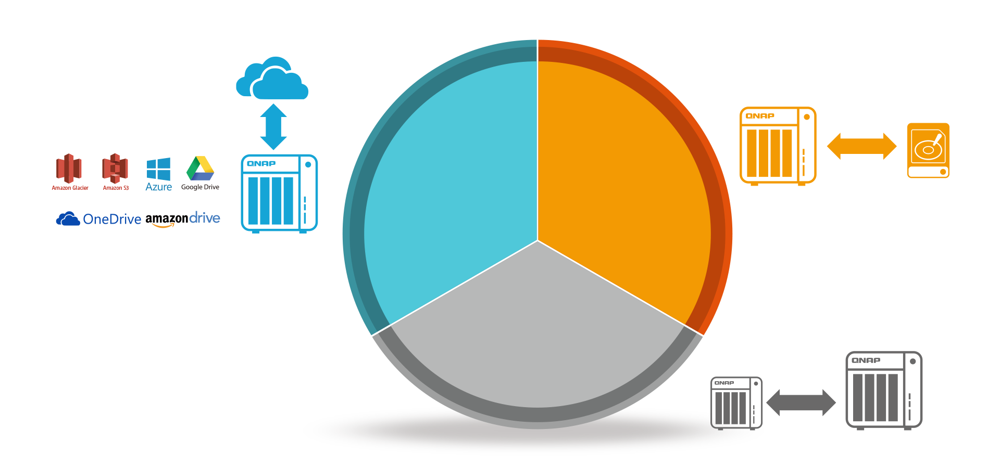 QNAP
QNAP
Amazon Glacier
Amazon S3
Azure
Google Drive
OneDrive
amazondrive
QNAP
QNAP